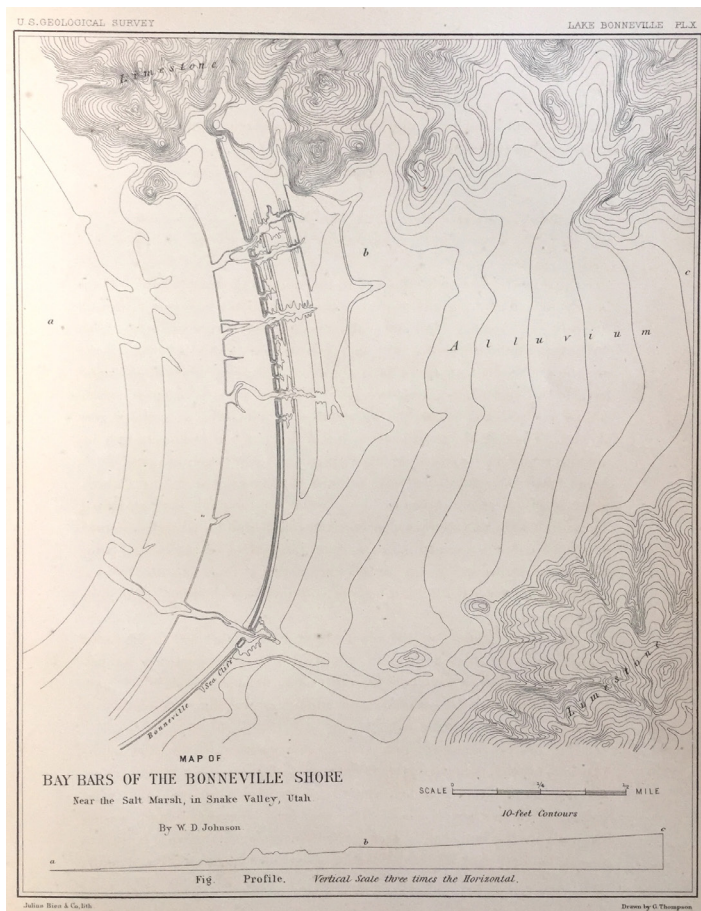 U.S. GEOLOGICAL SURVEY
LAKE BONNEVILLE PL.X
Limestone
b
c
a
Alluvium
Limestone
Bonneville Sea Cliff
MAP OF
BAY BARS OF THE BONNEVILLE SHORE
Near the Salt Marsh, in Snake Valley, Utah
By W. D. Johnson
SCALE 0 ¼ ½ MILE
10-feet Contours
a b c
Fig. Profile. Vertical Scale three times the Horizontal.
Julius Bien & Co, lith.
Drawn by G. Thompson